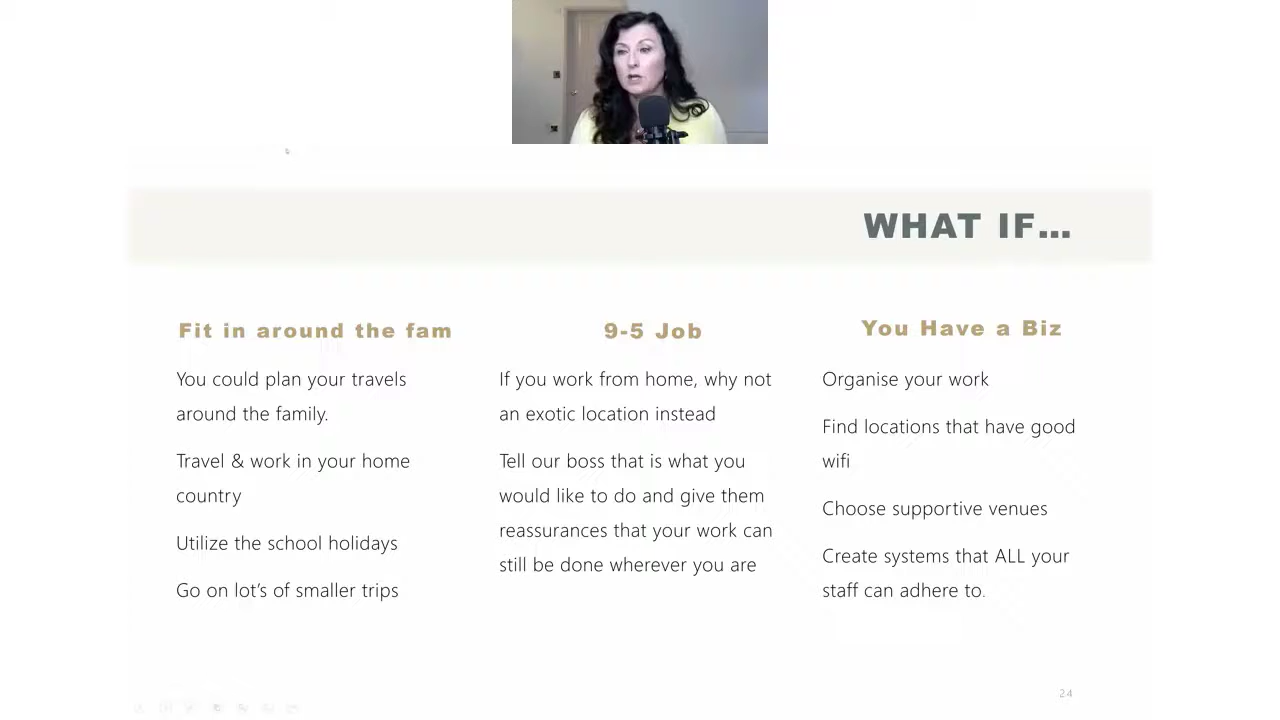 WHAT IF...
Fit in around the fam
You could plan your travels
around the family.
Travel & work in your home
country
Utilize the school holidays
Go on lot's of smaller trips
9-5 Job
If you work from home, why not
an exotic location instead
Tell our boss that is what you
would like to do and give them
reassurances that your work can
still be done wherever you are
You Have a Biz
Organise your work
Find locations that have good
wifi
Choose supportive venues
Create systems that ALL your
staff can adhere to.
24